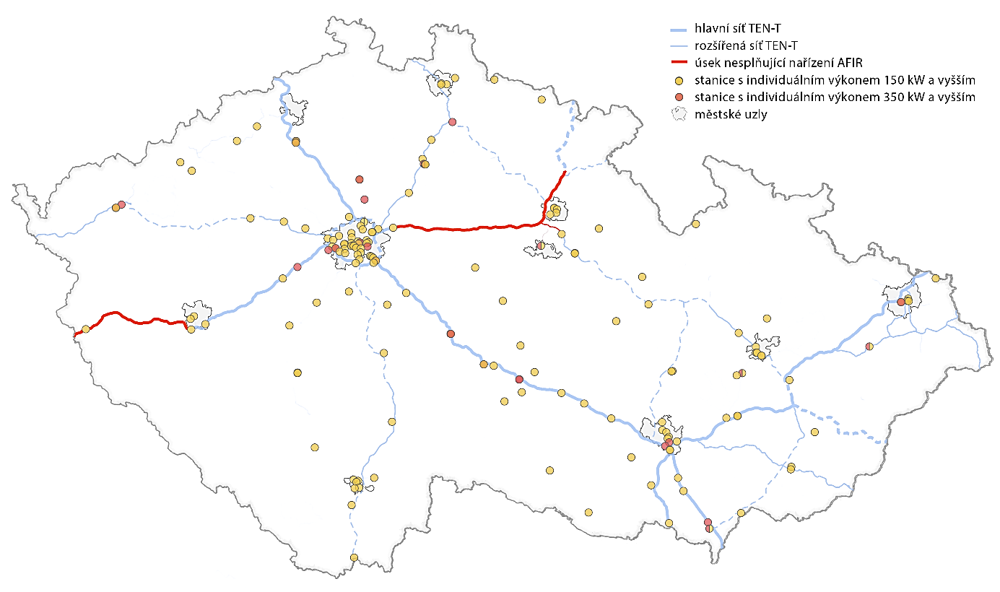 hlavní síť TEN-T
rozšířená síť TEN-T
úsek nesplňující nařízení AFIR
stanice s individuálním výkonem 150 kW a vyšším
stanice s individuálním výkonem 350 kW a vyšším
městské uzly